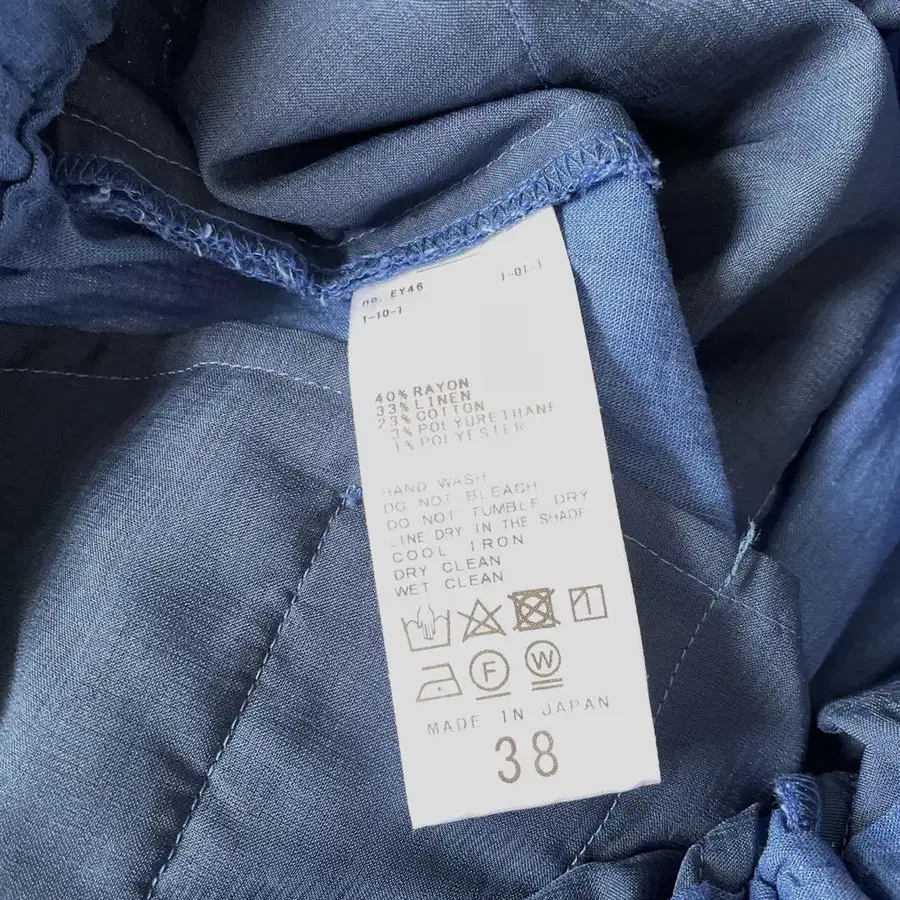 no. EY46
1-01-1
1-10-1
40% RAYON
33% LINEN
23% COTTON
3% POLYURETHANE
1% POLYESTER
HAND WASH
DO NOT BLEACH
DO NOT TUMBLE DRY
LINE DRY IN THE SHADE
COOL IRON
DRY CLEAN
WET CLEAN
F W
MADE IN JAPAN
38